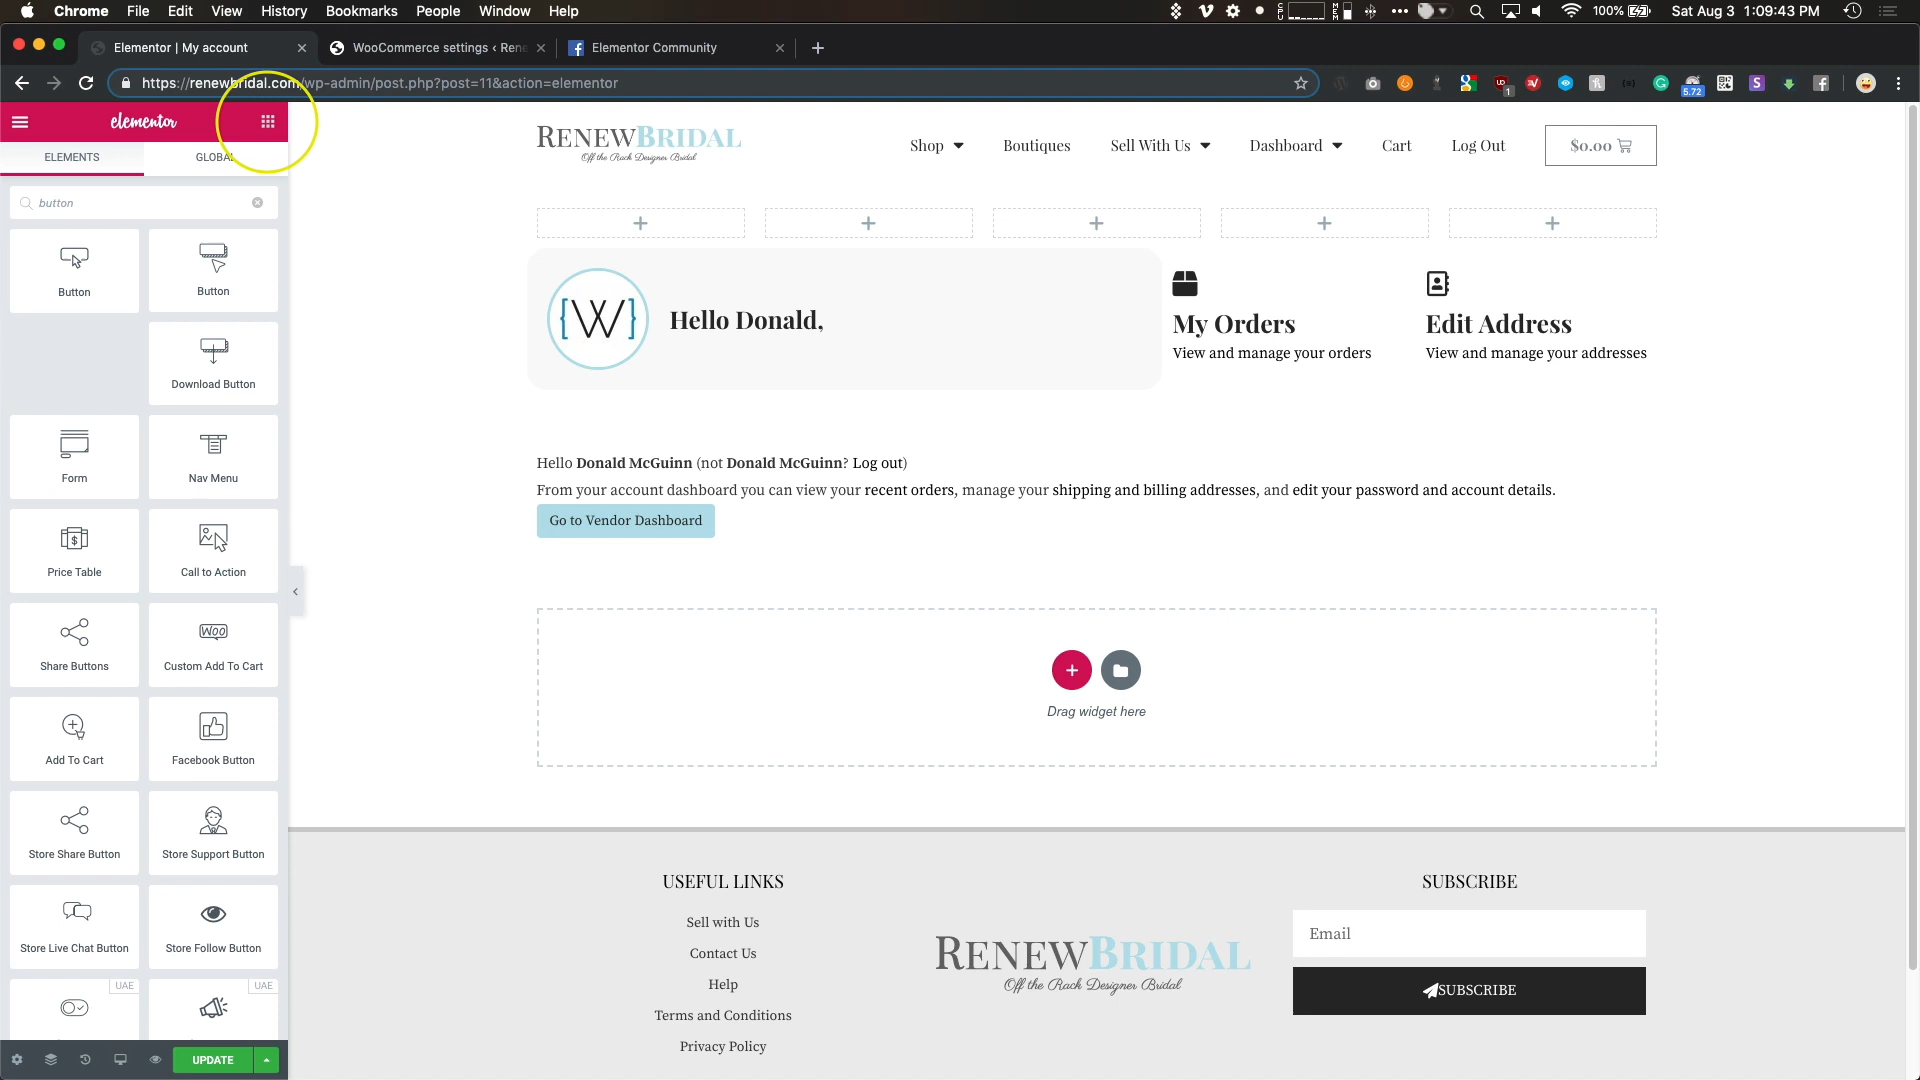 Chrome File Edit View History Bookmarks People Window Help
100% Sat Aug 3 1:09:43 PM
Elementor | My account
WooCommerce settings ‹ Rene
Elementor Community
https://renewbridal.com/wp-admin/post.php?post=11&action=elementor
1
5.72
elementor
ELEMENTS GLOBAL
button
Button Button
Download Button
Form Nav Menu
Price Table Call to Action
Share Buttons Custom Add To Cart
Add To Cart Facebook Button
Store Share Button Store Support Button
Store Live Chat Button Store Follow Button
UAE UAE
UPDATE
RENEWBRIDAL
Off the Rack Designer Bridal
Shop Boutiques Sell With Us Dashboard Cart Log Out $0.00
{W}
Hello Donald,
My Orders
View and manage your orders
Edit Address
View and manage your addresses
Hello Donald McGuinn (not Donald McGuinn? Log out)
From your account dashboard you can view your recent orders, manage your shipping and billing addresses, and edit your password and account details.
Go to Vendor Dashboard
Drag widget here
USEFUL LINKS
Sell with Us
Contact Us
Help
Terms and Conditions
Privacy Policy
RENEWBRIDAL
Off the Rack Designer Bridal
SUBSCRIBE
Email
SUBSCRIBE